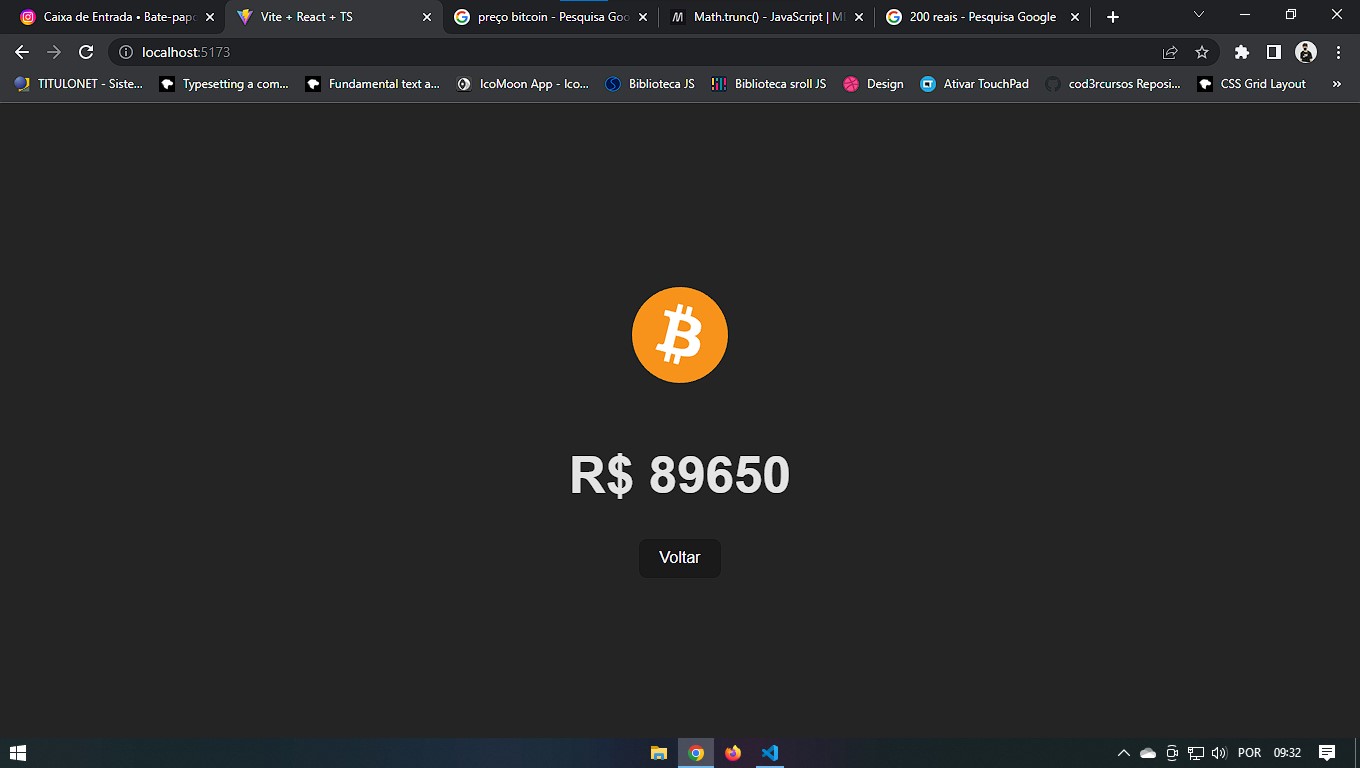 Caixa de Entrada • Bate-pap
Vite + React + TS
preço bitcoin - Pesquisa Goo
Math.trunc() - JavaScript | M
200 reais - Pesquisa Google
localhost:5173
TITULONET - Siste...
Typesetting a com...
Fundamental text a...
IcoMoon App - Ico...
Biblioteca JS
Biblioteca sroll JS
Design
Ativar TouchPad
cod3rcursos Reposi...
CSS Grid Layout
R$ 89650
Voltar
POR
09:32